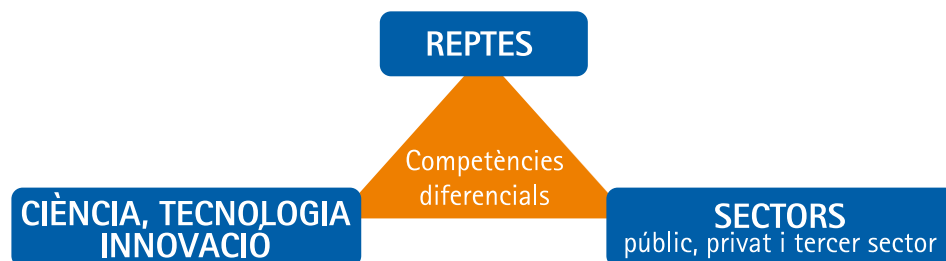 REPTES
Competències
diferencials
CIÈNCIA, TECNOLOGIA
INNOVACIÓ
SECTORS
públic, privat i tercer sector